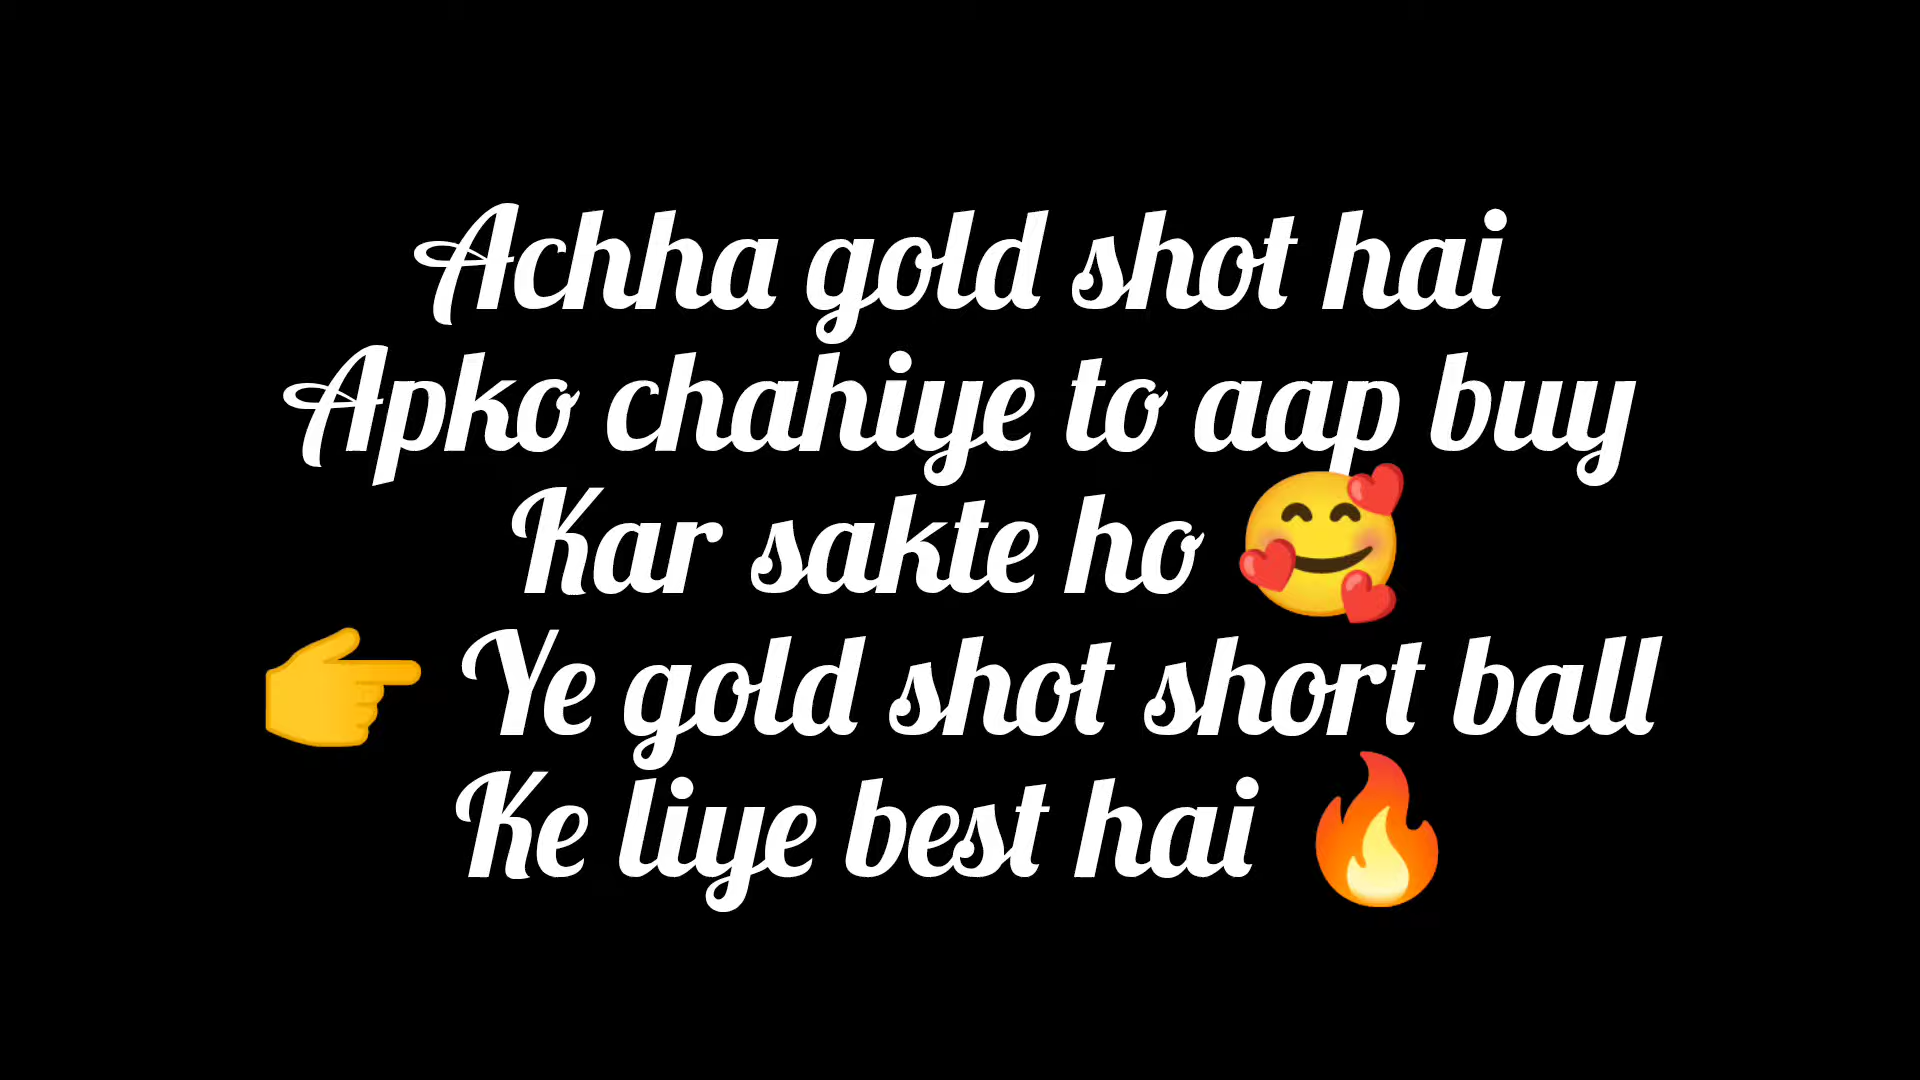 Achha gold shot hai
Apko chahiye to aap buy
Kar sakte ho 🥰
👉 Ye gold shot short ball
Ke liye best hai 🔥